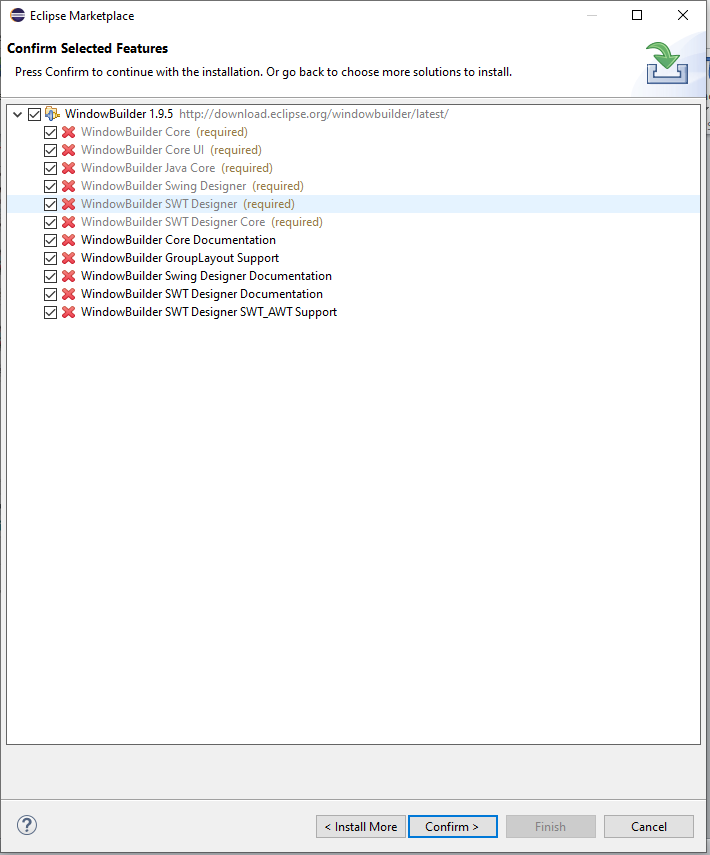 Eclipse Marketplace
Confirm Selected Features
Press Confirm to continue with the installation. Or go back to choose more solutions to install.
WindowBuilder 1.9.5 http://download.eclipse.org/windowbuilder/latest/
WindowBuilder Core (required)
WindowBuilder Core UI (required)
WindowBuilder Java Core (required)
WindowBuilder Swing Designer (required)
WindowBuilder SWT Designer (required)
WindowBuilder SWT Designer Core (required)
WindowBuilder Core Documentation
WindowBuilder GroupLayout Support
WindowBuilder Swing Designer Documentation
WindowBuilder SWT Designer Documentation
WindowBuilder SWT Designer SWT_AWT Support
? < Install More Confirm > Finish Cancel